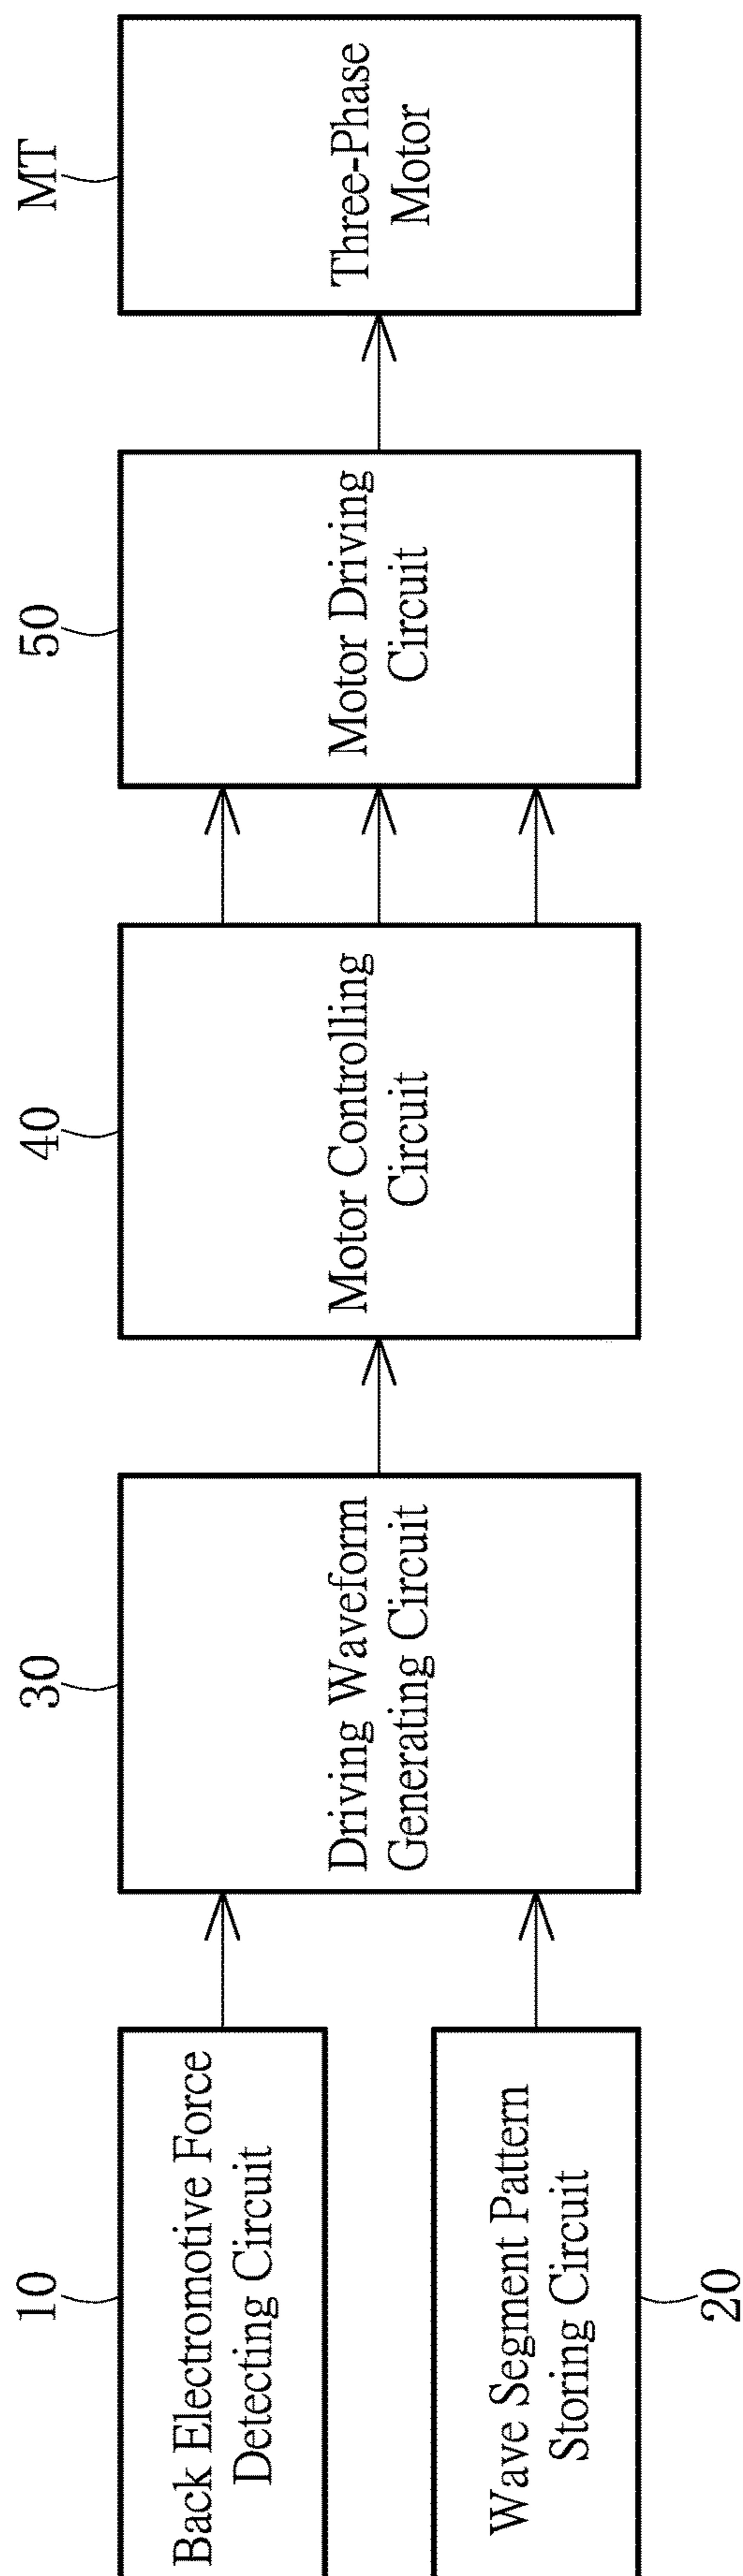 10
Back Electromotive Force
Detecting Circuit
20
Wave Segment Pattern
Storing Circuit
30
Driving Waveform
Generating Circuit
40
Motor Controlling
Circuit
50
Motor Driving
Circuit
MT
Three-Phase
Motor